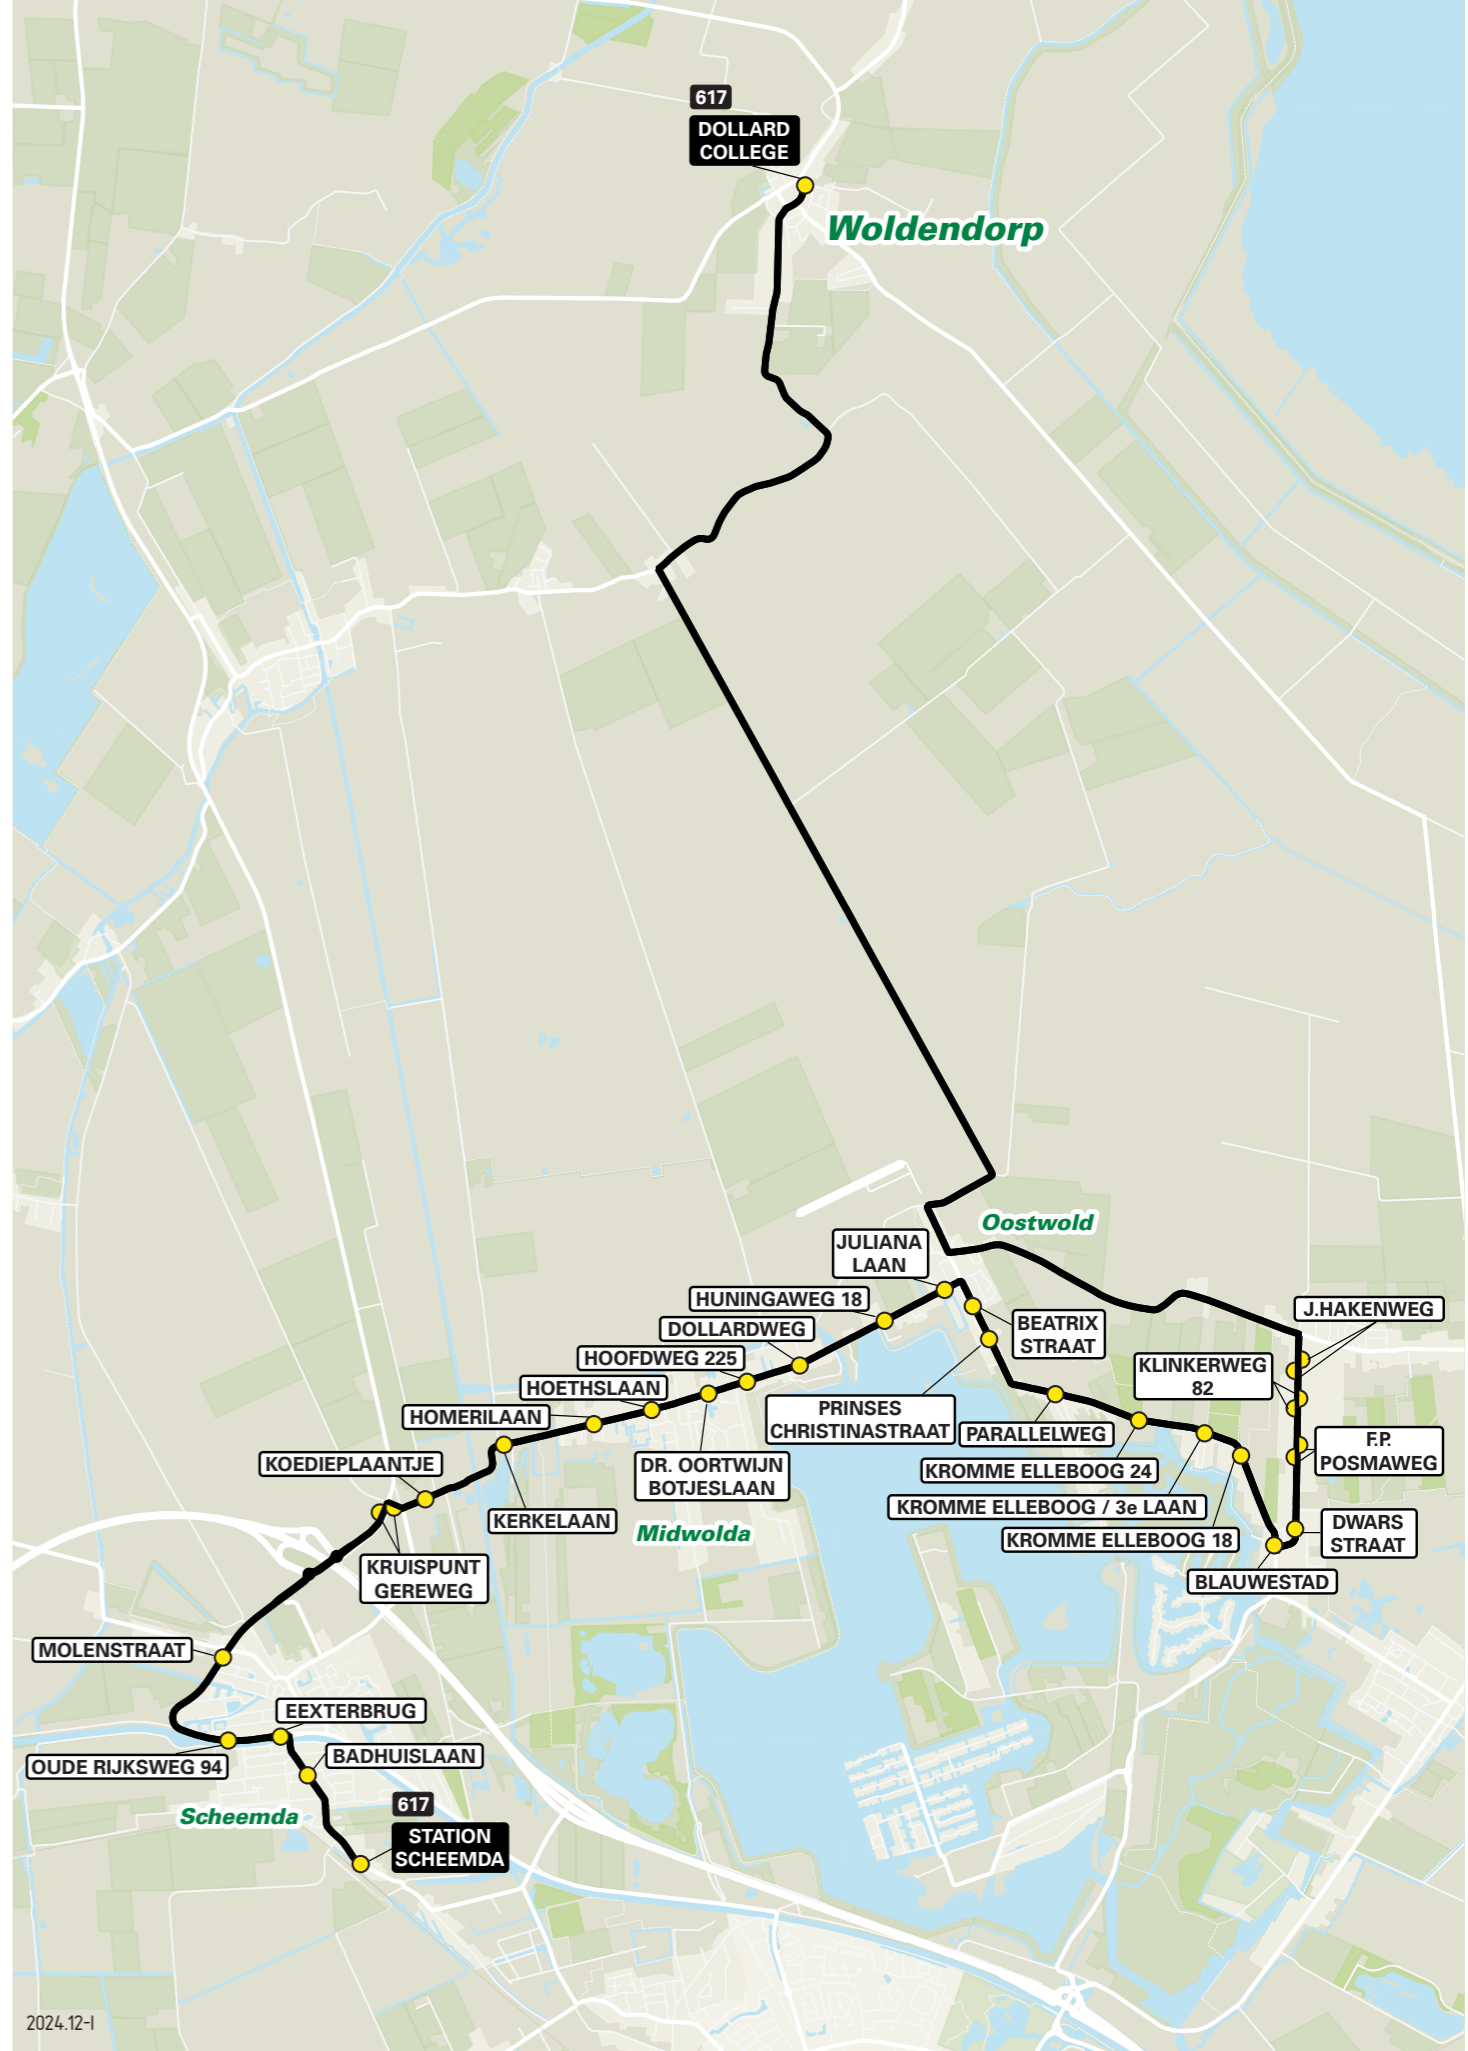 617
DOLLARD
COLLEGE
Woldendorp
Oostwold
JULIANA
LAAN
HUNINGAWEG 18
J.HAKENWEG
BEATRIX
STRAAT
DOLLARDWEG
HOOFDWEG 225
KLINKERWEG
82
HOETHSLAAN
HOMERILAAN
PRINSES
CHRISTINASTRAAT
PARALLELWEG
F.P.
POSMAWEG
KOEDIEPLAANTJE
DR. OORTWIJN
BOTJESLAAN
KROMME ELLEBOOG 24
KROMME ELLEBOOG / 3e LAAN
KERKELAAN
Midwolda
KROMME ELLEBOOG 18
DWARS
STRAAT
KRUISPUNT
GEREWEG
BLAUWESTAD
MOLENSTRAAT
EEXTERBRUG
OUDE RIJKSWEG 94
BADHUISLAAN
Scheemda
617
STATION
SCHEEMDA
2024.12-I